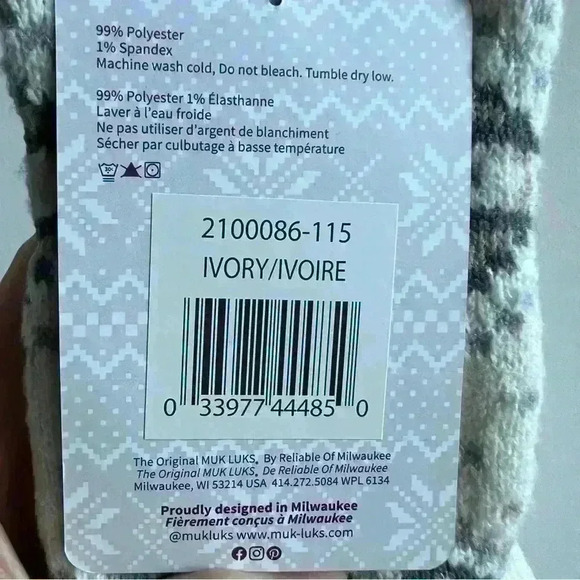 99% Polyester
1% Spandex
Machine wash cold, Do not bleach. Tumble dry low.
99% Polyester 1% Élasthanne
Laver à l'eau froide
Ne pas utiliser d'argent de blanchiment
Sécher par culbutage à basse température
2100086-115
IVORY/IVOIRE
0 33977 44485 0
The Original MUK LUKS® By Reliable Of Milwaukee
The Original MUK LUKS® De Reliable Of Milwaukee
Milwaukee, WI 53214 USA 414.272.5084 WPL 6134
Proudly designed in Milwaukee
Fièrement conçus à Milwaukee
@mukluks www.muk-luks.com